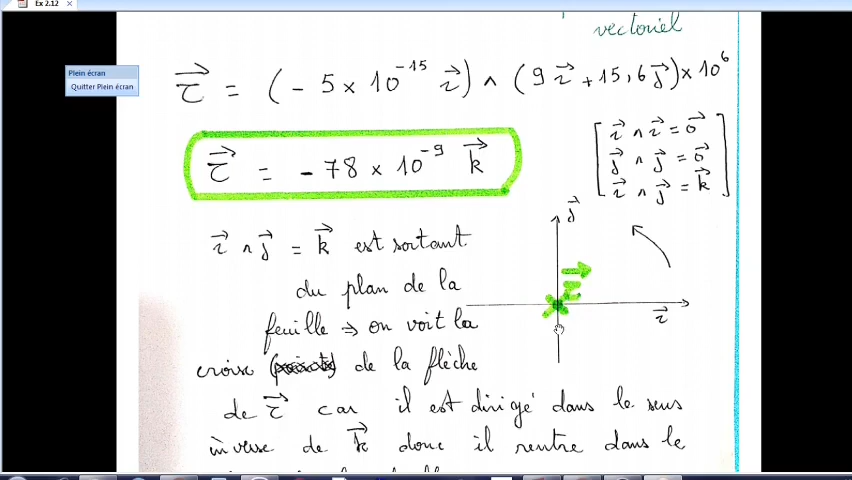 Ex 2.12
vectoriel
Plein écran
Quitter Plein écran
τ⃗ = (- 5 × 10⁻¹⁵ i⃗) ∧ (9 i⃗ + 15,6 j⃗) × 10⁶
τ⃗ = - 78 × 10⁻⁹ k⃗
i⃗ ∧ i⃗ = 0⃗
j⃗ ∧ j⃗ = 0⃗
i⃗ ∧ j⃗ = k⃗
j⃗
τ⃗
i⃗
i⃗ ∧ j⃗ = k⃗ est sortant
du plan de la
feuille ⇒ on voit la
croise de la flèche
de τ⃗ car il est dirigé dans le sens
inverse de k⃗ donc il rentre dans le